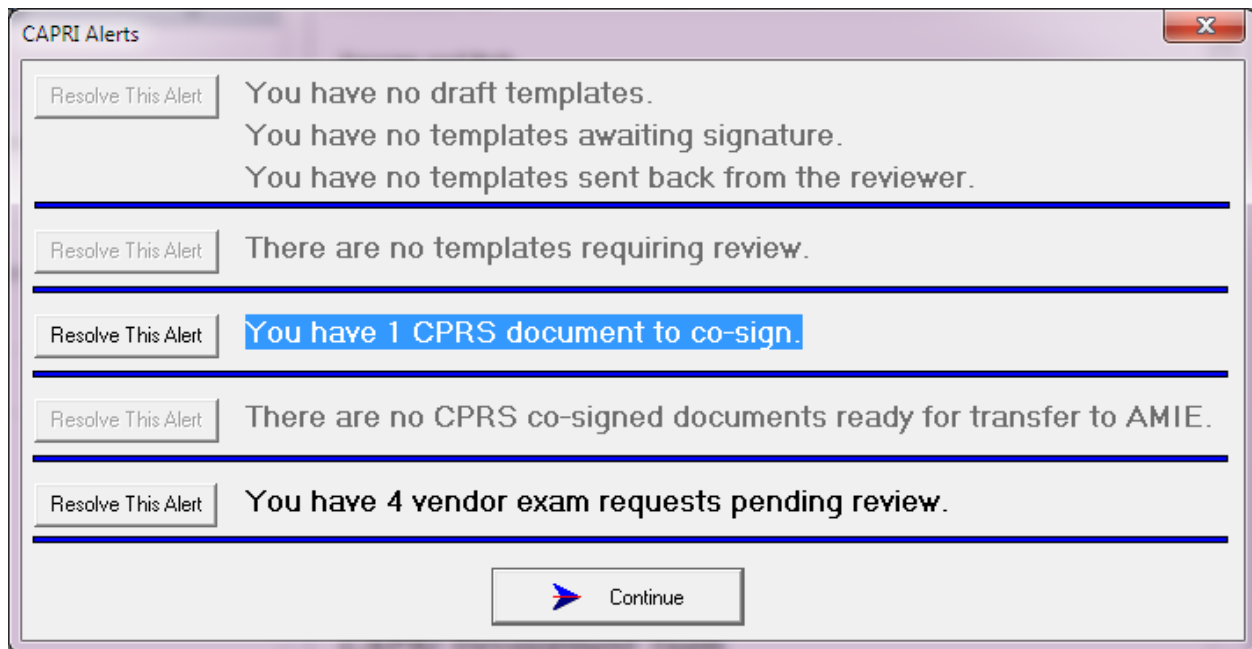 CAPRI Alerts
Resolve This Alert You have no draft templates.
You have no templates awaiting signature.
You have no templates sent back from the reviewer.
Resolve This Alert There are no templates requiring review.
Resolve This Alert You have 1 CPRS document to co-sign.
Resolve This Alert There are no CPRS co-signed documents ready for transfer to AMIE.
Resolve This Alert You have 4 vendor exam requests pending review.
Continue